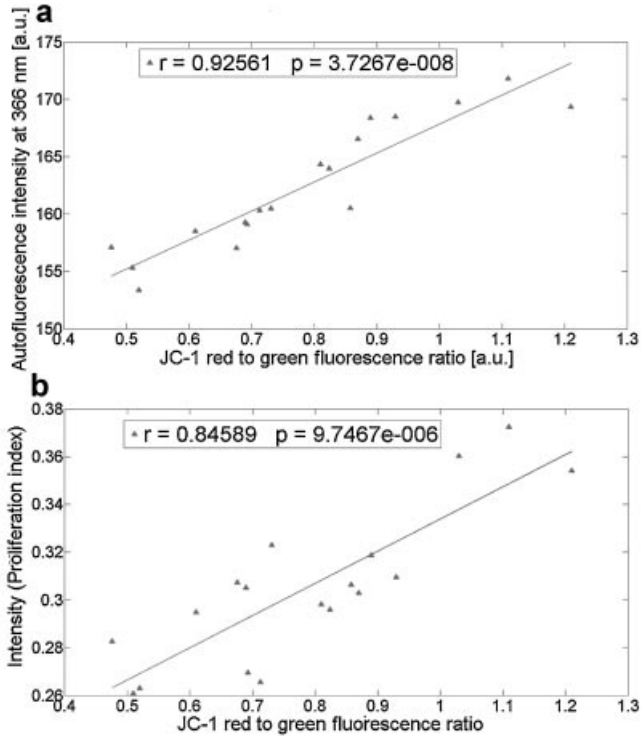 a
Autofluorescence intensity at 366 nm [a.u.]
175
170
165
160
155
150
r = 0.92561 p = 3.7267e-008
0.4 0.5 0.6 0.7 0.8 0.9 1 1.1 1.2 1.3
JC-1 red to green fluorescence ratio [a.u.]
b
Intensity (Proliferation index)
0.38
0.36
0.34
0.32
0.3
0.28
0.26
r = 0.84589 p = 9.7467e-006
0.4 0.5 0.6 0.7 0.8 0.9 1 1.1 1.2 1.3
JC-1 red to green fluorescence ratio